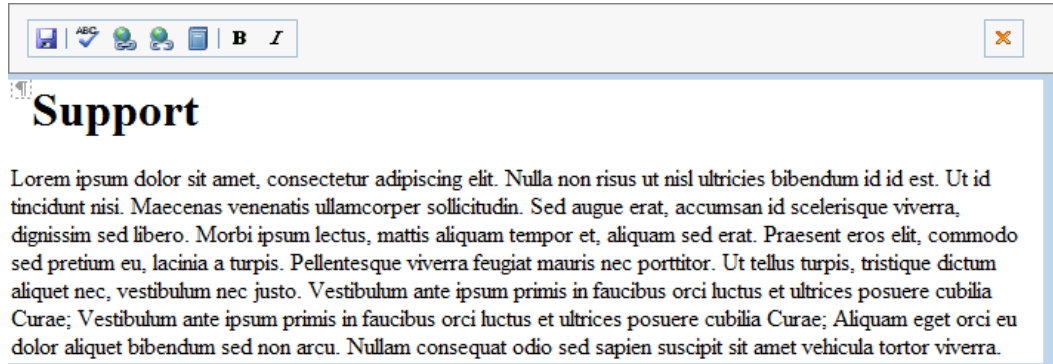 ABC B I
¶
Support
Lorem ipsum dolor sit amet, consectetur adipiscing elit. Nulla non risus ut nisl ultricies bibendum id id est. Ut id
tincidunt nisi. Maecenas venenatis ullamcorper sollicitudin. Sed augue erat, accumsan id scelerisque viverra,
dignissim sed libero. Morbi ipsum lectus, mattis aliquam tempor et, aliquam sed erat. Praesent eros elit, commodo
sed pretium eu, lacinia a turpis. Pellentesque viverra feugiat mauris nec porttitor. Ut tellus turpis, tristique dictum
aliquet nec, vestibulum nec justo. Vestibulum ante ipsum primis in faucibus orci luctus et ultrices posuere cubilia
Curae; Vestibulum ante ipsum primis in faucibus orci luctus et ultrices posuere cubilia Curae; Aliquam eget orci eu
dolor aliquet bibendum sed non arcu. Nullam consequat odio sed sapien suscipit sit amet vehicula tortor viverra.